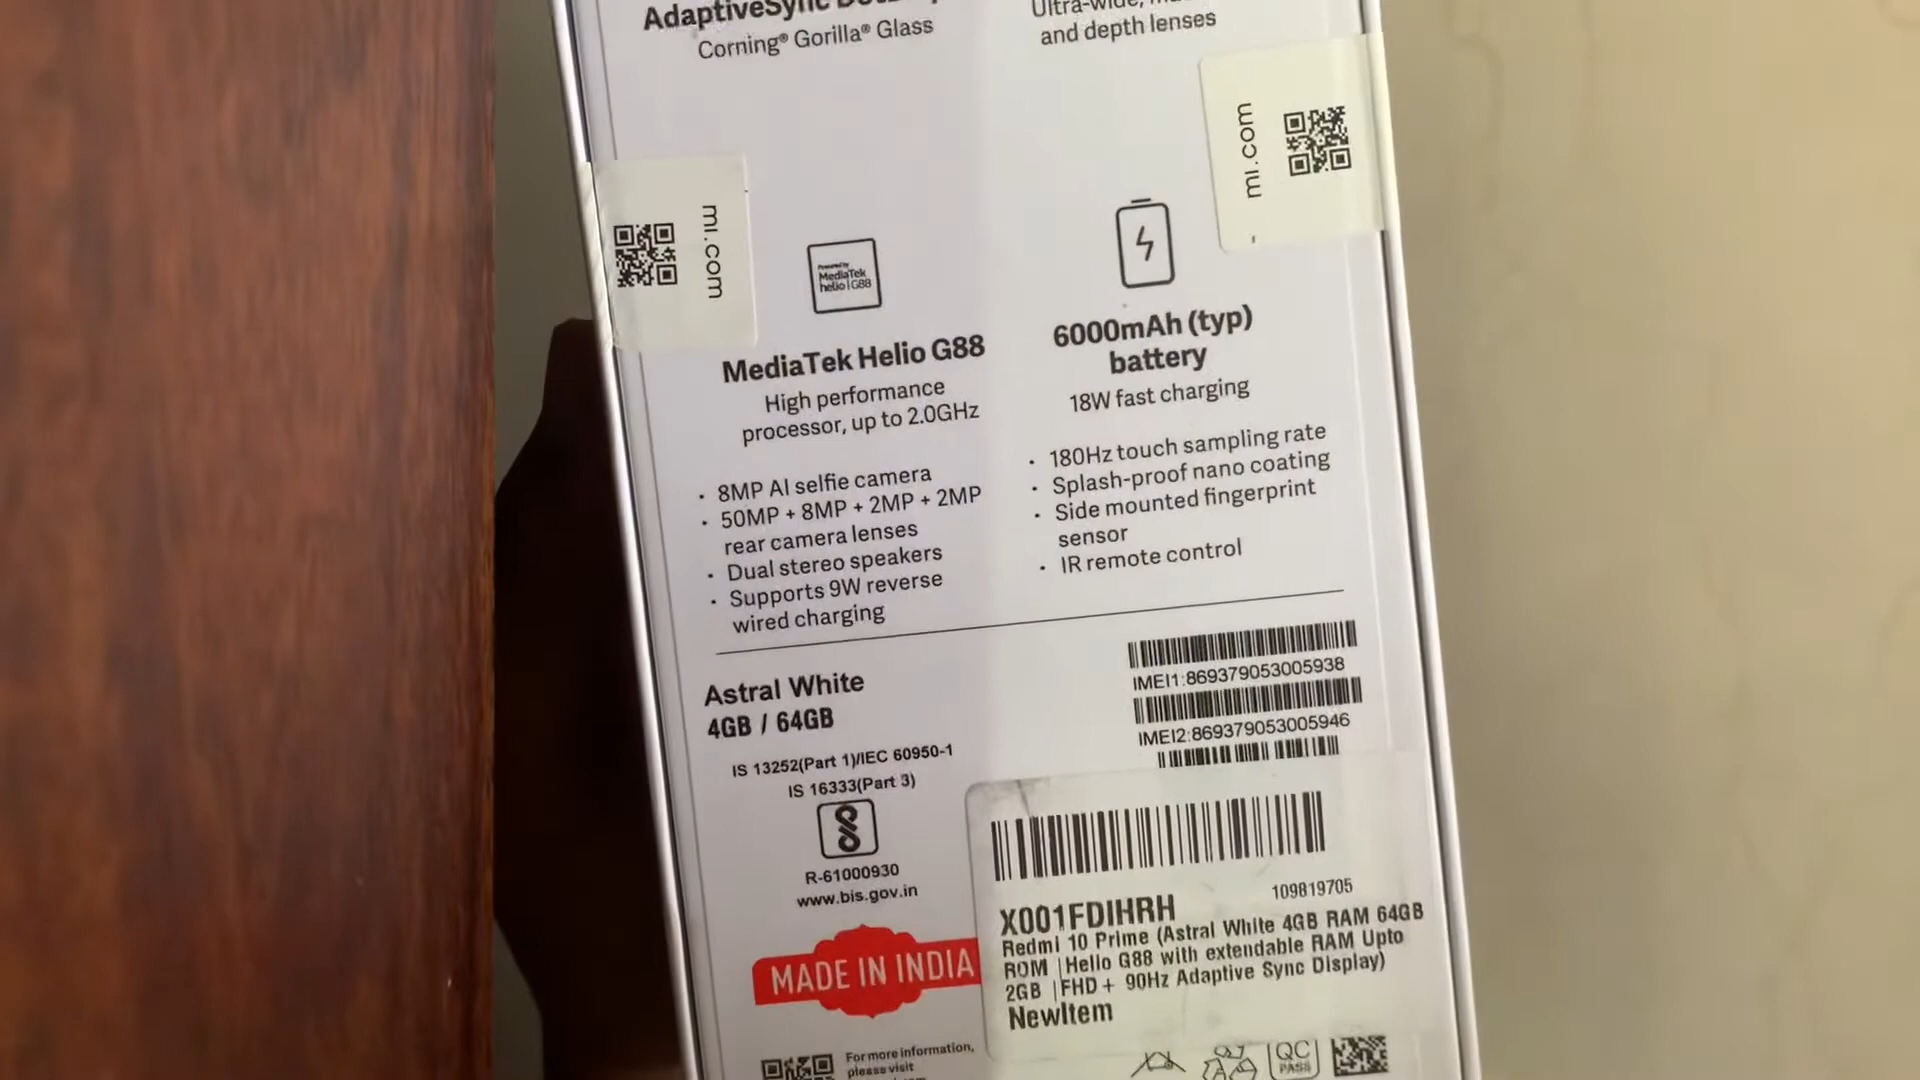 Corning® Gorilla® Glass
and depth lenses
mi.com
mi.com
Powered by
MediaTek
helio | G88
MediaTek Helio G88
High performance
processor, up to 2.0GHz
6000mAh (typ)
battery
18W fast charging
· 8MP AI selfie camera
· 50MP + 8MP + 2MP + 2MP
rear camera lenses
· Dual stereo speakers
· Supports 9W reverse
wired charging
· 180Hz touch sampling rate
· Splash-proof nano coating
· Side mounted fingerprint
sensor
· IR remote control
Astral White
4GB / 64GB
IMEI1:869379053005938
IMEI2:869379053005946
IS 13252(Part 1)/IEC 60950-1
IS 16333(Part 3)
R-61000930
www.bis.gov.in
MADE IN INDIA
109819705
X001FDIHRH
Redmi 10 Prime (Astral White 4GB RAM 64GB
ROM |Helio G88 with extendable RAM Upto
2GB |FHD+ 90Hz Adaptive Sync Display)
NewItem
For more information,
please visit
QC
PASS